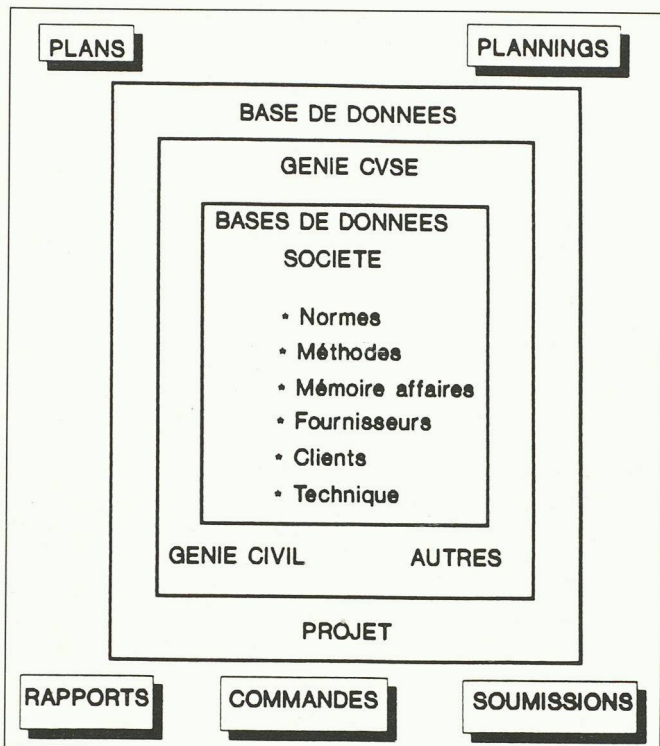 PLANS
PLANNINGS
BASE DE DONNEES
GENIE CVSE
BASES DE DONNEES
SOCIETE
* Normes
* Méthodes
* Mémoire affaires
* Fournisseurs
* Clients
* Technique
GENIE CIVIL
AUTRES
PROJET
RAPPORTS
COMMANDES
SOUMISSIONS